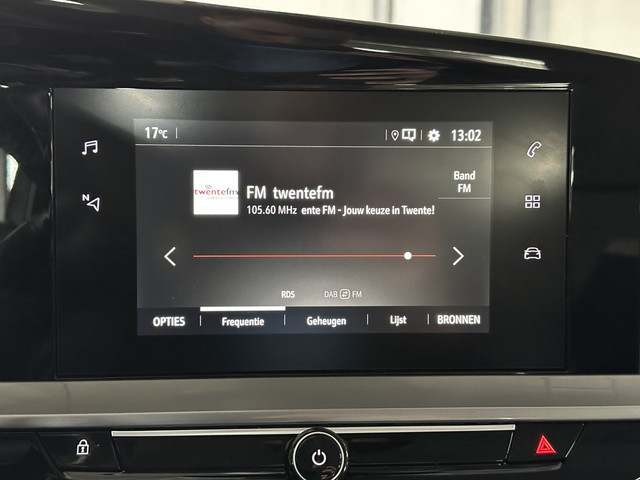 17°C
13:02
N
twentefm
FM twentefm
105.60 MHz ente FM - Jouw keuze in Twente!
Band
FM
RDS
DAB FM
OPTIES
Frequentie
Geheugen
Lijst
BRONNEN